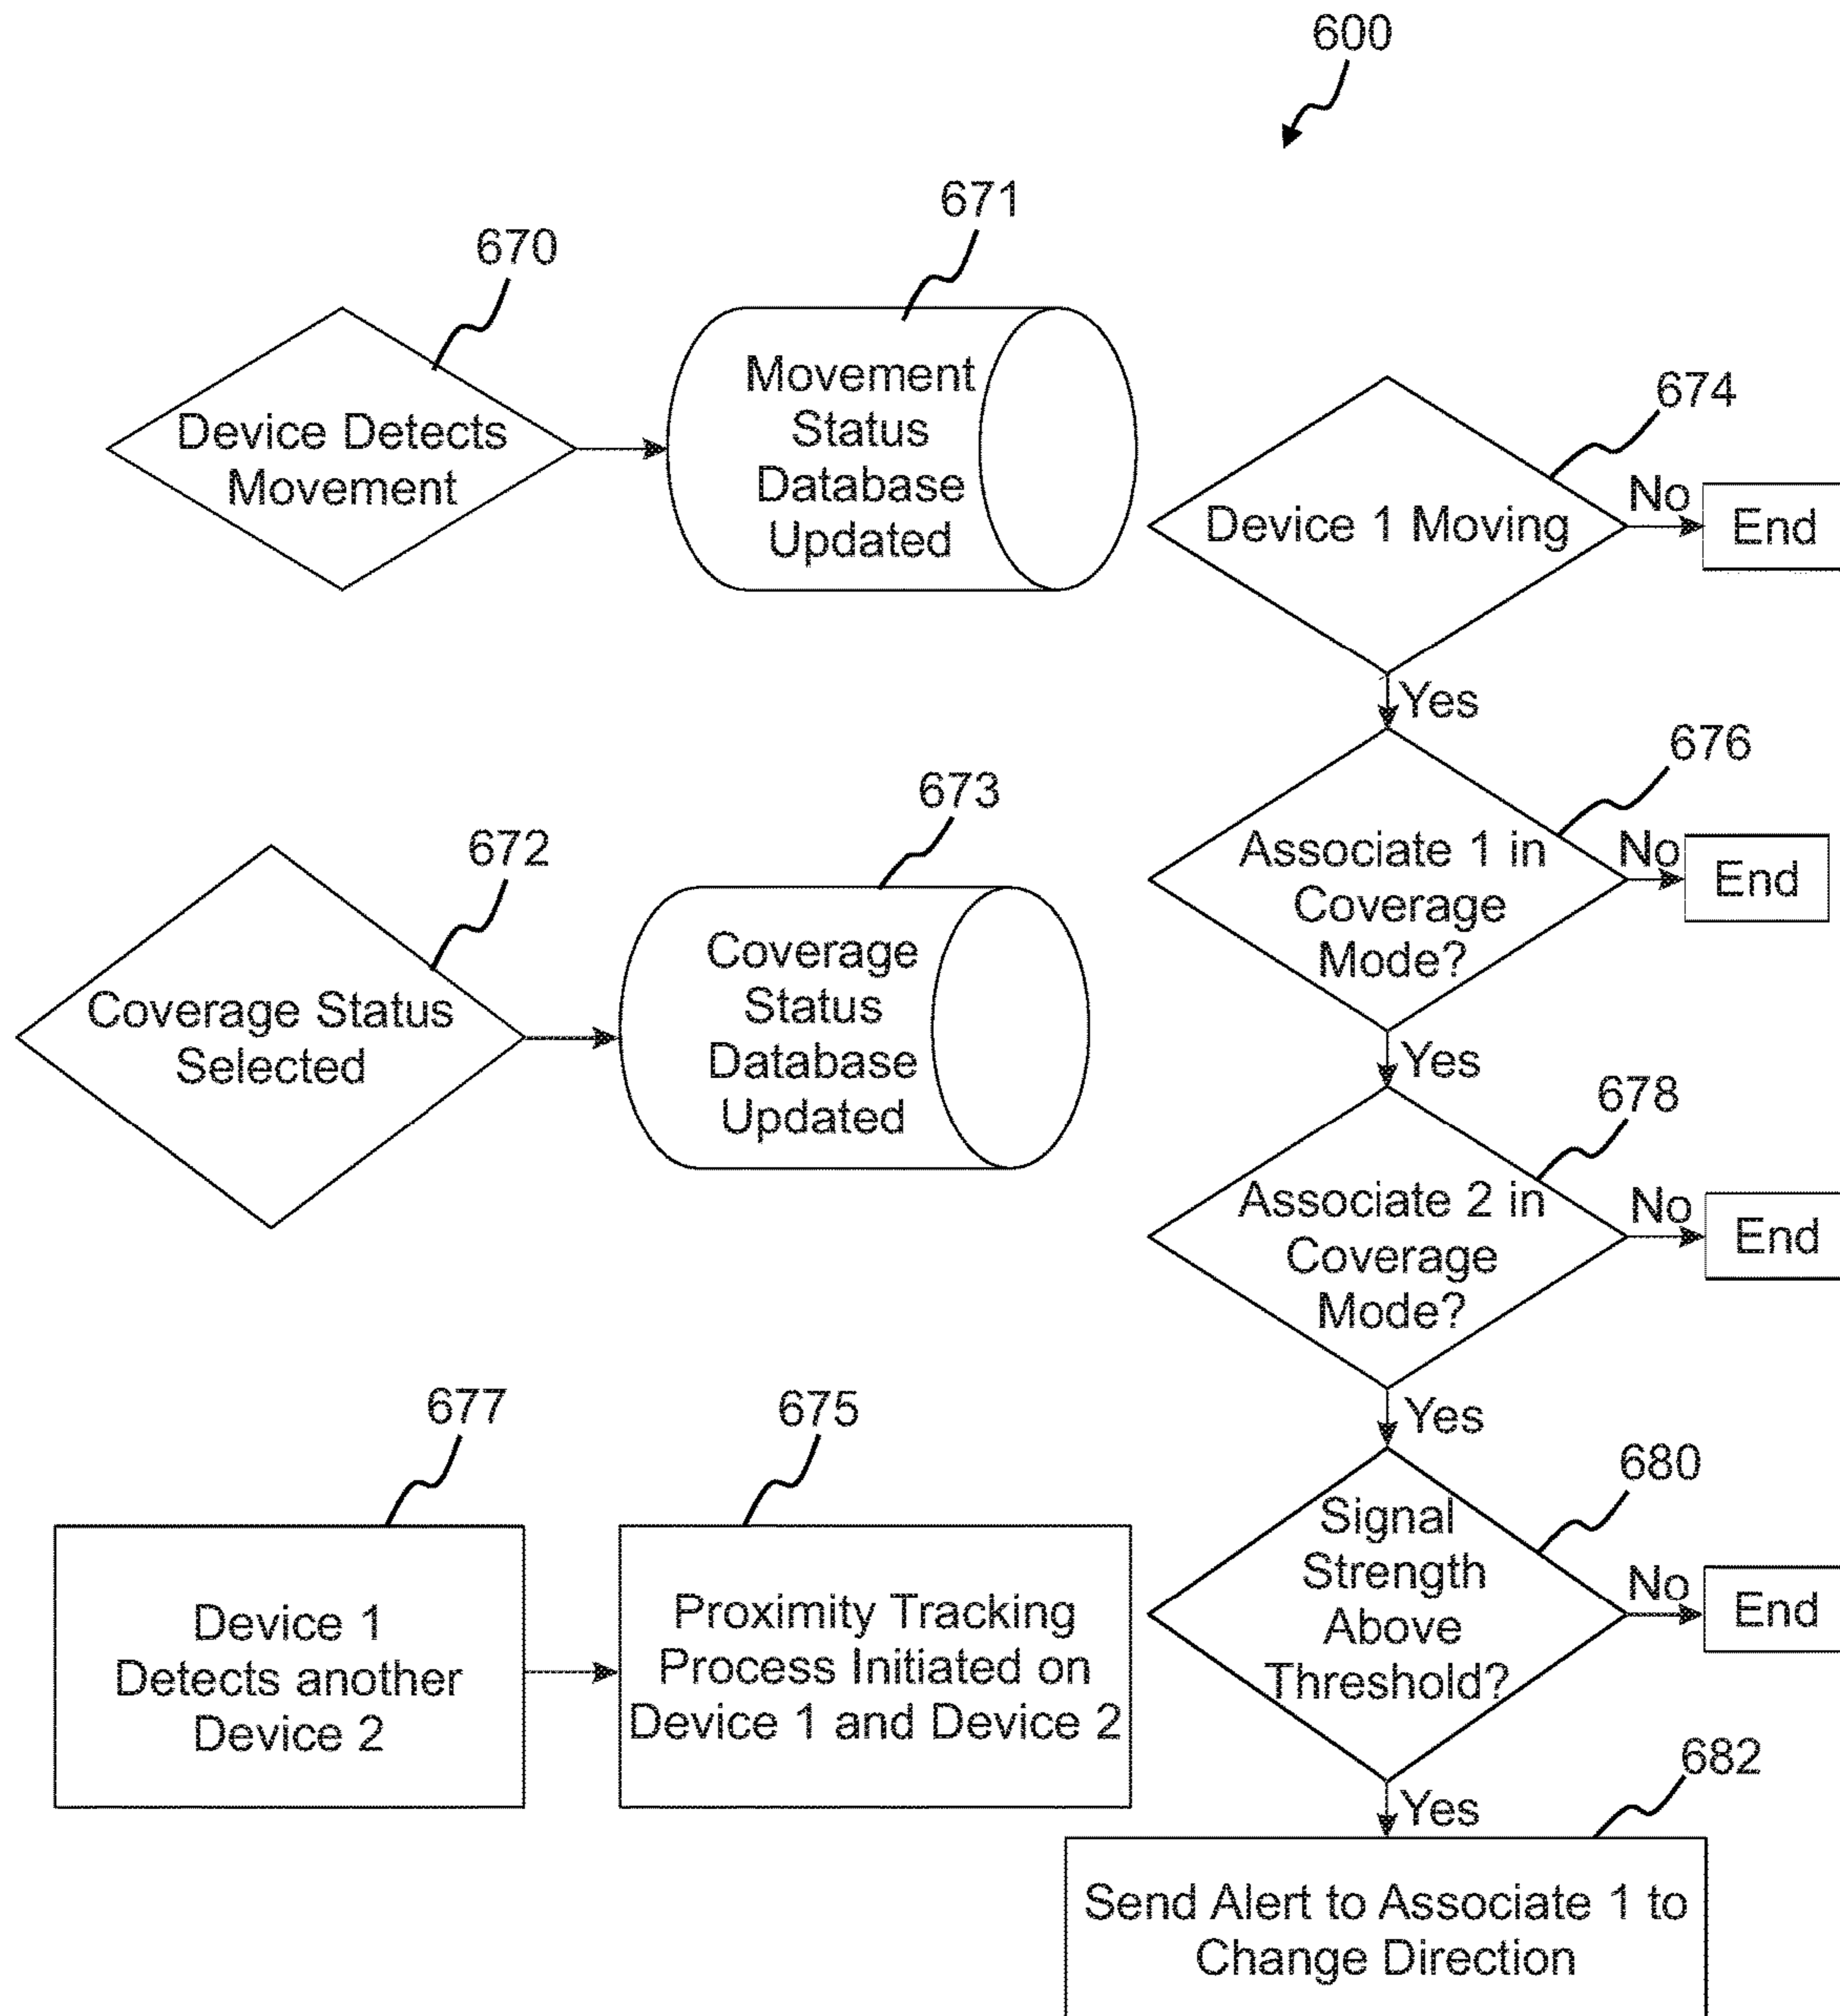 600
670
Device Detects
Movement
671
Movement
Status
Database
Updated
674
Device 1 Moving
No
End
Yes
672
Coverage Status
Selected
673
Coverage
Status
Database
Updated
676
Associate 1 in
Coverage
Mode?
No
End
Yes
678
Associate 2 in
Coverage
Mode?
No
End
Yes
677
Device 1
Detects another
Device 2
675
Proximity Tracking
Process Initiated on
Device 1 and Device 2
680
Signal
Strength
Above
Threshold?
No
End
Yes
682
Send Alert to Associate 1 to
Change Direction